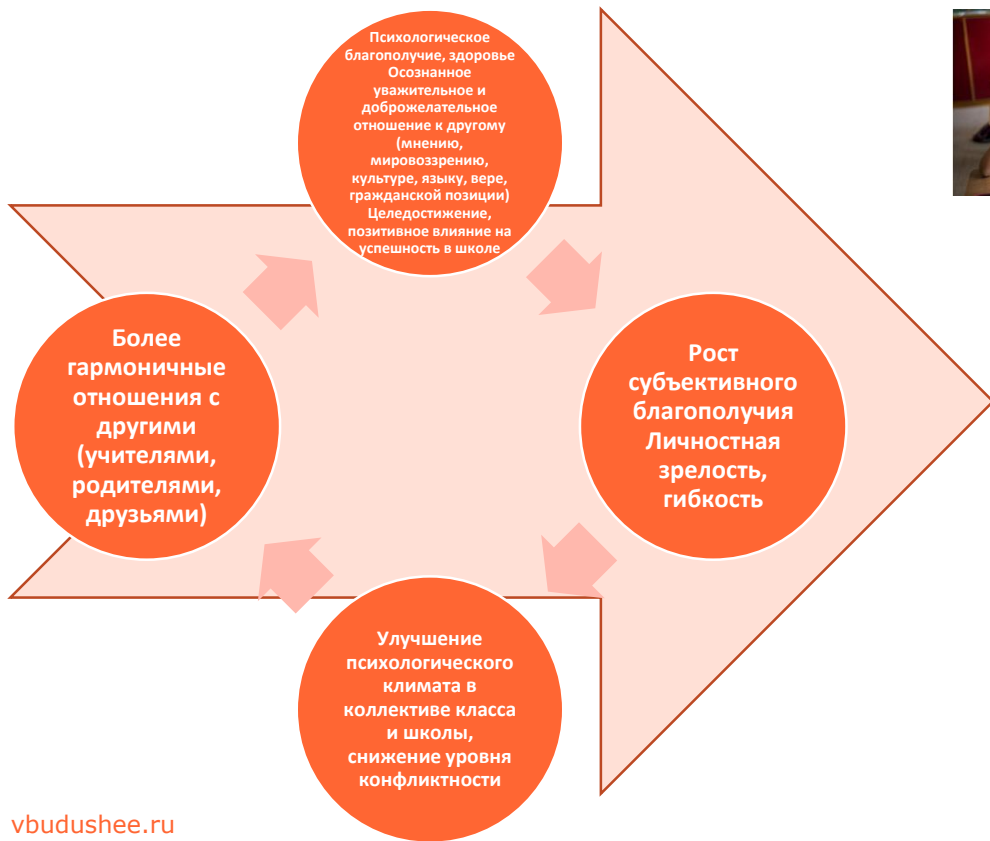 Психологическое
благополучие, здоровье
Осознанное
уважительное и
доброжелательное
отношение к другому
(мнению,
мировоззрению,
культуре, языку, вере,
гражданской позиции)
Целедостижение,
позитивное влияние на
успешность в школе
Рост
субъективного
благополучия
Личностная
зрелость,
гибкость
Улучшение
психологического
климата в
коллективе класса
и школы,
снижение уровня
конфликтности
Более
гармоничные
отношения с
другими
(учителями,
родителями,
друзьями)
vbudushee.ru